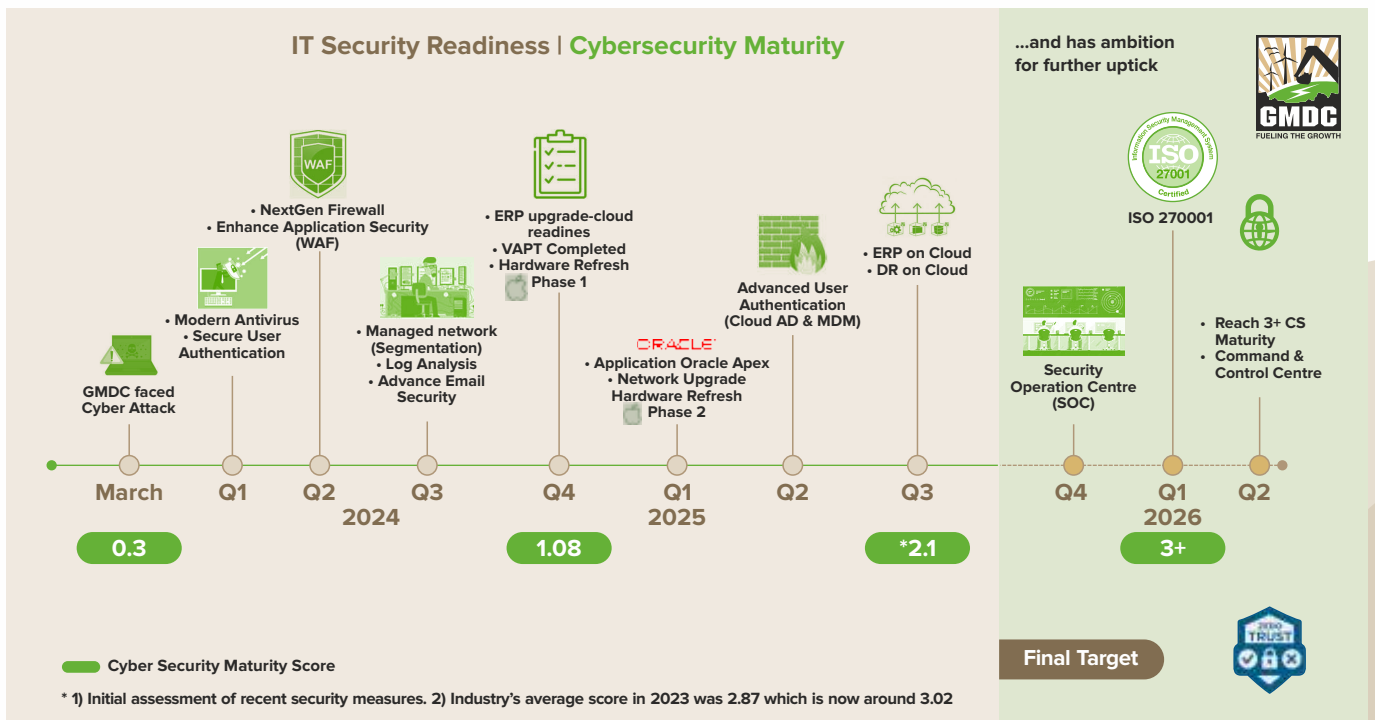 IT Security Readiness | Cybersecurity Maturity
...and has ambition
for further uptick
GMDC
FUELING THE GROWTH
GMDC faced
Cyber Attack
• Modern Antivirus
• Secure User
Authentication
WAF
• NextGen Firewall
• Enhance Application Security
(WAF)
• Managed network
(Segmentation)
• Log Analysis
• Advance Email
Security
• ERP upgrade-cloud
readines
• VAPT Completed
• Hardware Refresh
Phase 1
ORACLE
• Application Oracle Apex
• Network Upgrade
Hardware Refresh
Phase 2
Advanced User
Authentication
(Cloud AD & MDM)
• ERP on Cloud
• DR on Cloud
Security
Operation Centre
(SOC)
Information Security Management System
ISO
27001
Certified
ISO 270001
• Reach 3+ CS
Maturity
• Command &
Control Centre
March Q1 Q2 Q3 Q4 Q1 Q2 Q3 Q4 Q1 Q2
2024 2025 2026
0.3 1.08 *2.1 3+
Final Target
ZERO
TRUST
Cyber Security Maturity Score
* 1) Initial assessment of recent security measures. 2) Industry's average score in 2023 was 2.87 which is now around 3.02